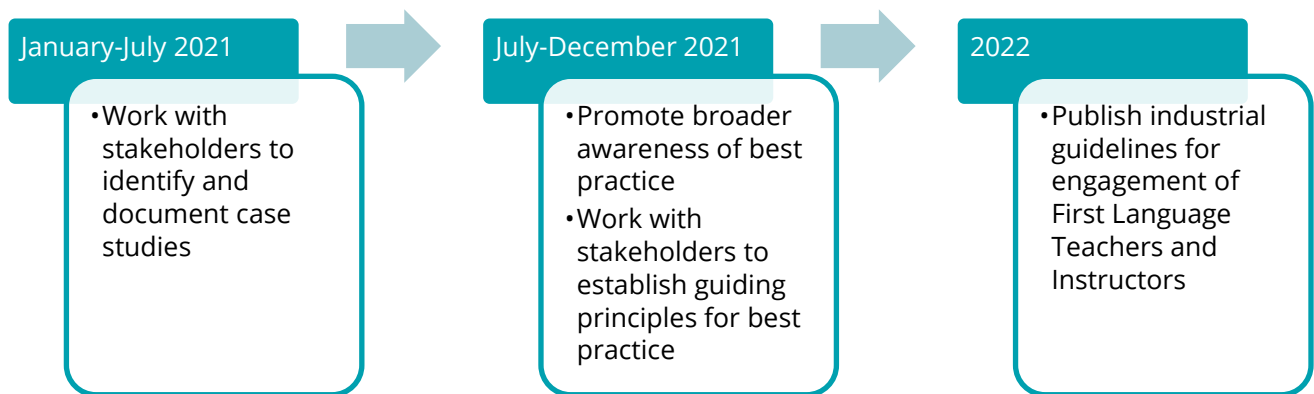 January-July 2021
•Work with
stakeholders to
identify and
document case
studies
July-December 2021
•Promote broader
awareness of best
practice
•Work with
stakeholders to
establish guiding
principles for best
practice
2022
•Publish industrial
guidelines for
engagement of
First Language
Teachers and
Instructors